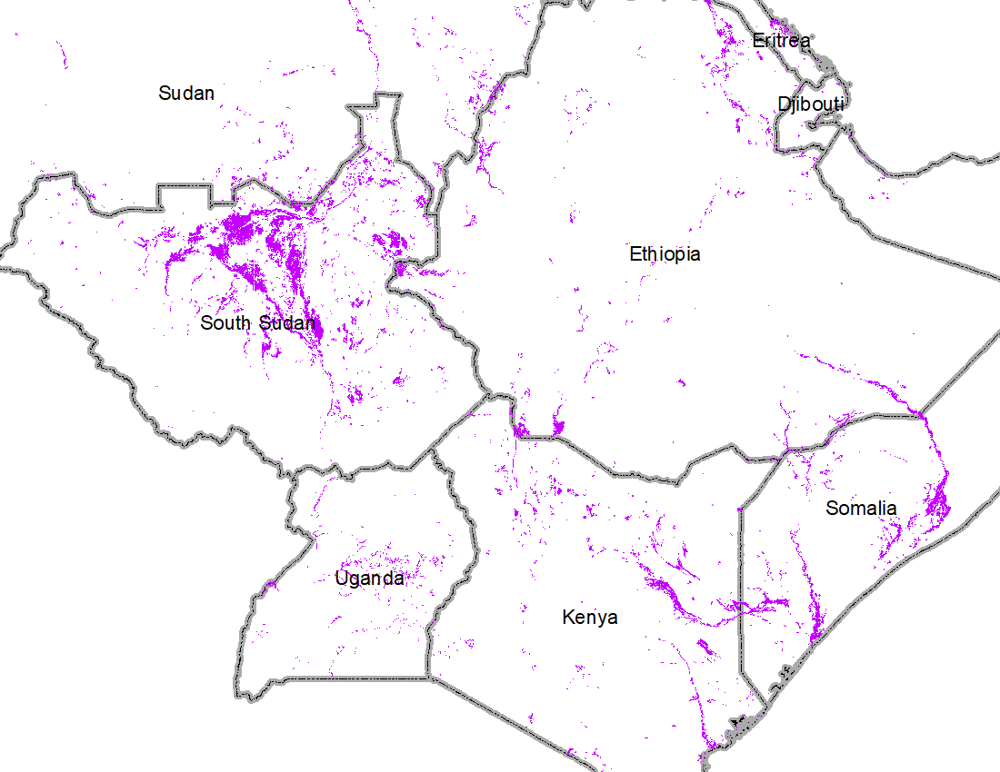 Eritrea
Sudan
Djibouti
Ethiopia
South Sudan
Somalia
Uganda
Kenya